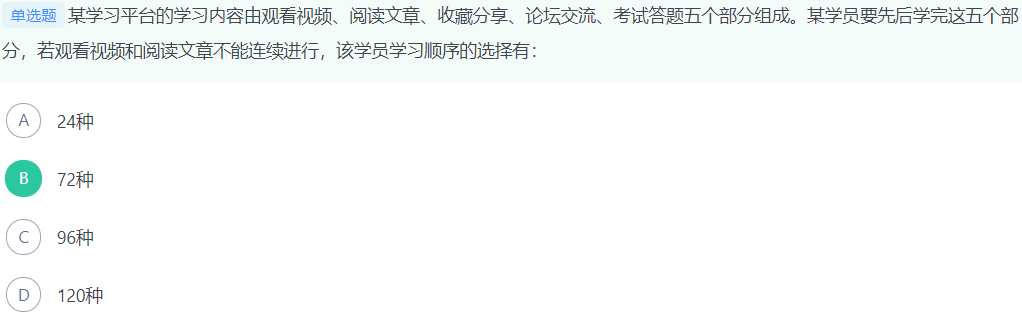 单选题 某学习平台的学习内容由观看视频、阅读文章、收藏分享、论坛交流、考试答题五个部分组成。某学员要先后学完这五个部
分，若观看视频和阅读文章不能连续进行，该学员学习顺序的选择有：
A 24种
B 72种
C 96种
D 120种